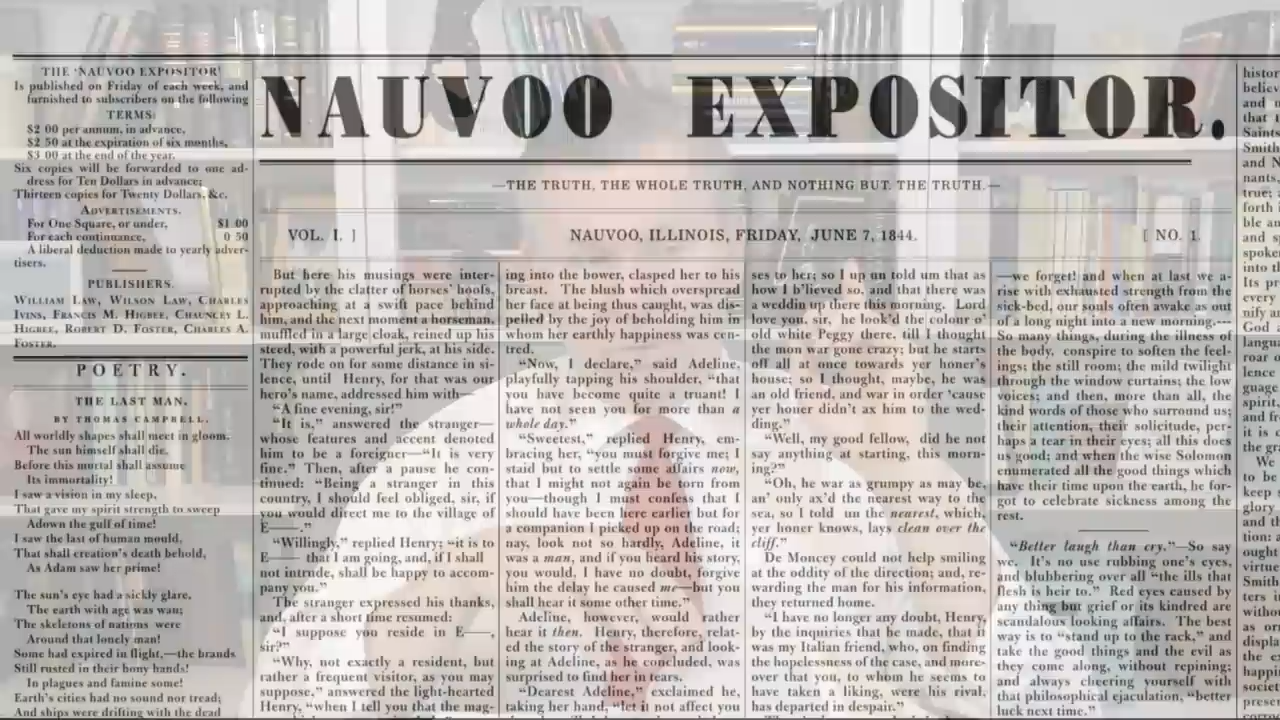 THE 'NAUVOO EXPOSITOR'
Is published on Friday of each week, and
furnished to subscribers on the following
TERMS:
$2 00 per annum, in advance,
$2 50 at the expiration of six months,
$3 00 at the end of the year.
Six copies will be forwarded to one ad-
dress for Ten Dollars in advance;
Thirteen copies for Twenty Dollars, &c.
ADVERTISEMENTS.
For One Square, or under, $1 00
For each continuance, 0 50
A liberal deduction made to yearly adver-
tisers.
PUBLISHERS.
WILLIAM LAW, WILSON LAW, CHARLES
IVINS, FRANCIS M. HIGBEE, CHAUNCEY L.
HIGBEE, ROBERT D. FOSTER, CHARLES A.
FOSTER.
POETRY.
THE LAST MAN.
BY THOMAS CAMPBELL.
All worldly shapes shall meet in gloom,
The sun himself shall die,
Before this mortal shall assume
Its immortality!
I saw a vision in my sleep,
That gave my spirit strength to sweep
Adown the gulf of time!
I saw the last of human mould,
That shall creation's death behold,
As Adam saw her prime!
The sun's eye had a sickly glare,
The earth with age was wan;
The skeletons of nations were
Around that lonely man!
Some had expired in flight,—the brands
Still rusted in their bony hands!
In plagues and famine some!
Earth's cities had no sound nor tread;
And ships were drifting with the dead
NAUVOO EXPOSITOR.
—THE TRUTH, THE WHOLE TRUTH, AND NOTHING BUT THE TRUTH.—
VOL. I. ] NAUVOO, ILLINOIS, FRIDAY, JUNE 7, 1844. [ NO. 1.
But here his musings were inter-
rupted by the clatter of horses' hoofs,
approaching at a swift pace behind
him, and the next moment a horseman,
muffled in a large cloak, reined up his
steed, with a powerful jerk, at his side.
They rode on for some distance in si-
lence, until Henry, for that was our
hero's name, addressed him with—
"A fine evening, sir!"
"It is," answered the stranger—
whose features and accent denoted
him to be a foreigner—"It is very
fine." Then, after a pause he con-
tinued: "Being a stranger in this
country, I should feel obliged, sir, if
you would direct me to the village of
E——."
"Willingly," replied Henry; "it is to
E—— that I am going, and, if I shall
not intrude, shall be happy to accom-
pany you."
The stranger expressed his thanks,
and, after a short time resumed:
"I suppose you reside in E——,
sir?"
"Why, not exactly a resident, but
rather a frequent visitor, as you may
suppose," answered the light-hearted
Henry, "when I tell you that the mag-
ing into the bower, clasped her to his
breast. The blush which overspread
her face at being thus caught, was dis-
pelled by the joy of beholding him in
whom her earthly happiness was cen-
tred.
"Now, I declare," said Adeline,
playfully tapping his shoulder, "that
you have become quite a truant! I
have not seen you for more than a
whole day."
"Sweetest," replied Henry, em-
bracing her, "you must forgive me; I
staid but to settle some affairs now,
that I might not again be torn from
you—though I must confess that I
should have been here earlier but for
a companion I picked up on the road;
nay, look not so hardly, Adeline, it
was a man, and if you heard his story,
you would, I have no doubt, forgive
him the delay he caused me—but you
shall hear it some other time."
Adeline, however, would rather
hear it then. Henry, therefore, relat-
ed the story of the stranger, and look-
ing at Adeline, as he concluded, was
surprised to find her in tears.
"Dearest Adeline," exclaimed he,
taking her hand, "let it not affect you
ses to her; so I up un told um that as
how I b'lieved so, and that there was
a weddin up there this morning. Lord
love you, sir, he look'd the colour o'
old white Peggy there, till I thought
the mon war gone crazy; but he starts
off all at once towards yer honer's
house; so I thought, maybe, he was
an old friend, and war in order 'cause
yer honer didn't ax him to the wed-
ding."
"Well, my good fellow, did he not
say anything at starting, this morn-
ing?"
"Oh, he was as grumpy as may be,
an' only ax'd the nearest way to the
sea, so I told un the nearest, which,
yer honer knows, lays clean over the
cliff."
De Moncey could not help smiling
at the oddity of the direction; and, re-
warding the man for his information,
they returned home.
"I have no longer any doubt, Henry,
by the inquiries that he made, that it
was my Italian friend, who, on finding
the hopelessness of the case, and more-
over that you, to whom he seems to
have taken a liking, were his rival,
has departed in despair."
—we forget! and when at last we a-
rise with exhausted strength from the
sick-bed, our souls often awake as out
of a long night into a new morning.---
So many things, during the illness of
the body, conspire to soften the feel-
ings; the still room; the mild twilight
through the window curtains; the low
voices; and then, more than all, the
kind words of those who surround us;
their attention, their solicitude, per-
haps a tear in their eyes; all this does
us good; and when the wise Solomon
enumerated all the good things which
have their time upon the earth, he for-
got to celebrate sickness among the
rest.
"Better laugh than cry."—So say
we. It's no use rubbing one's eyes,
and blubbering over all "the ills that
flesh is heir to." Red eyes caused by
any thing but grief or its kindred are
scandalous looking affairs. The best
way is to "stand up to the rack," and
take the good things and the evil as
they come along, without repining;
and always cheering yourself with
that philosophical ejaculation, "better
luck next time."